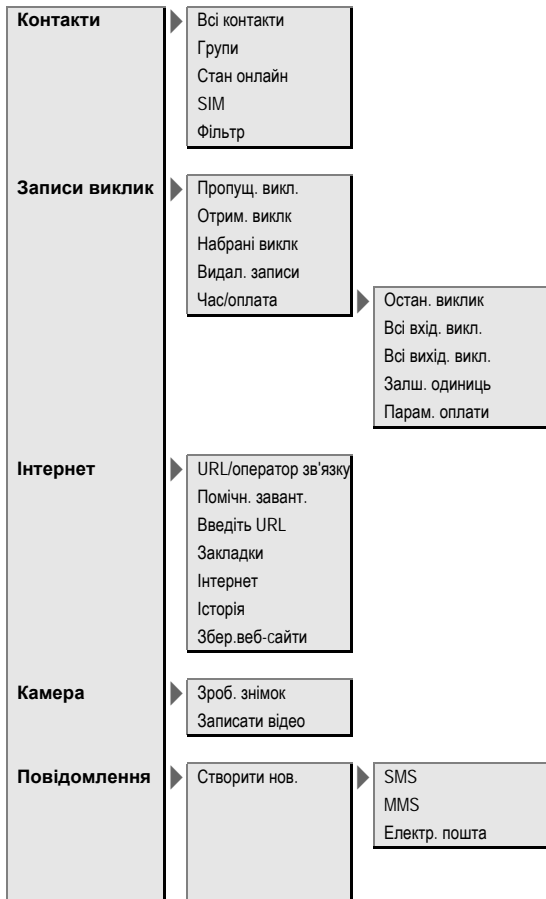 Контакти
Всі контакти
Групи
Стан онлайн
SIM
Фільтр
Записи виклик
Пропущ. викл.
Отрим. виклк
Набрані виклк
Видал. записи
Час/оплата
Остан. виклик
Всі вхід. викл.
Всі вихід. викл.
Залш. одиниць
Парам. оплати
Інтернет
URL/оператор зв'язку
Помічн. завант.
Введіть URL
Закладки
Інтернет
Історія
Збер.веб-сайти
Камера
Зроб. знімок
Записати відео
Повідомлення
Створити нов.
SMS
MMS
Електр. пошта